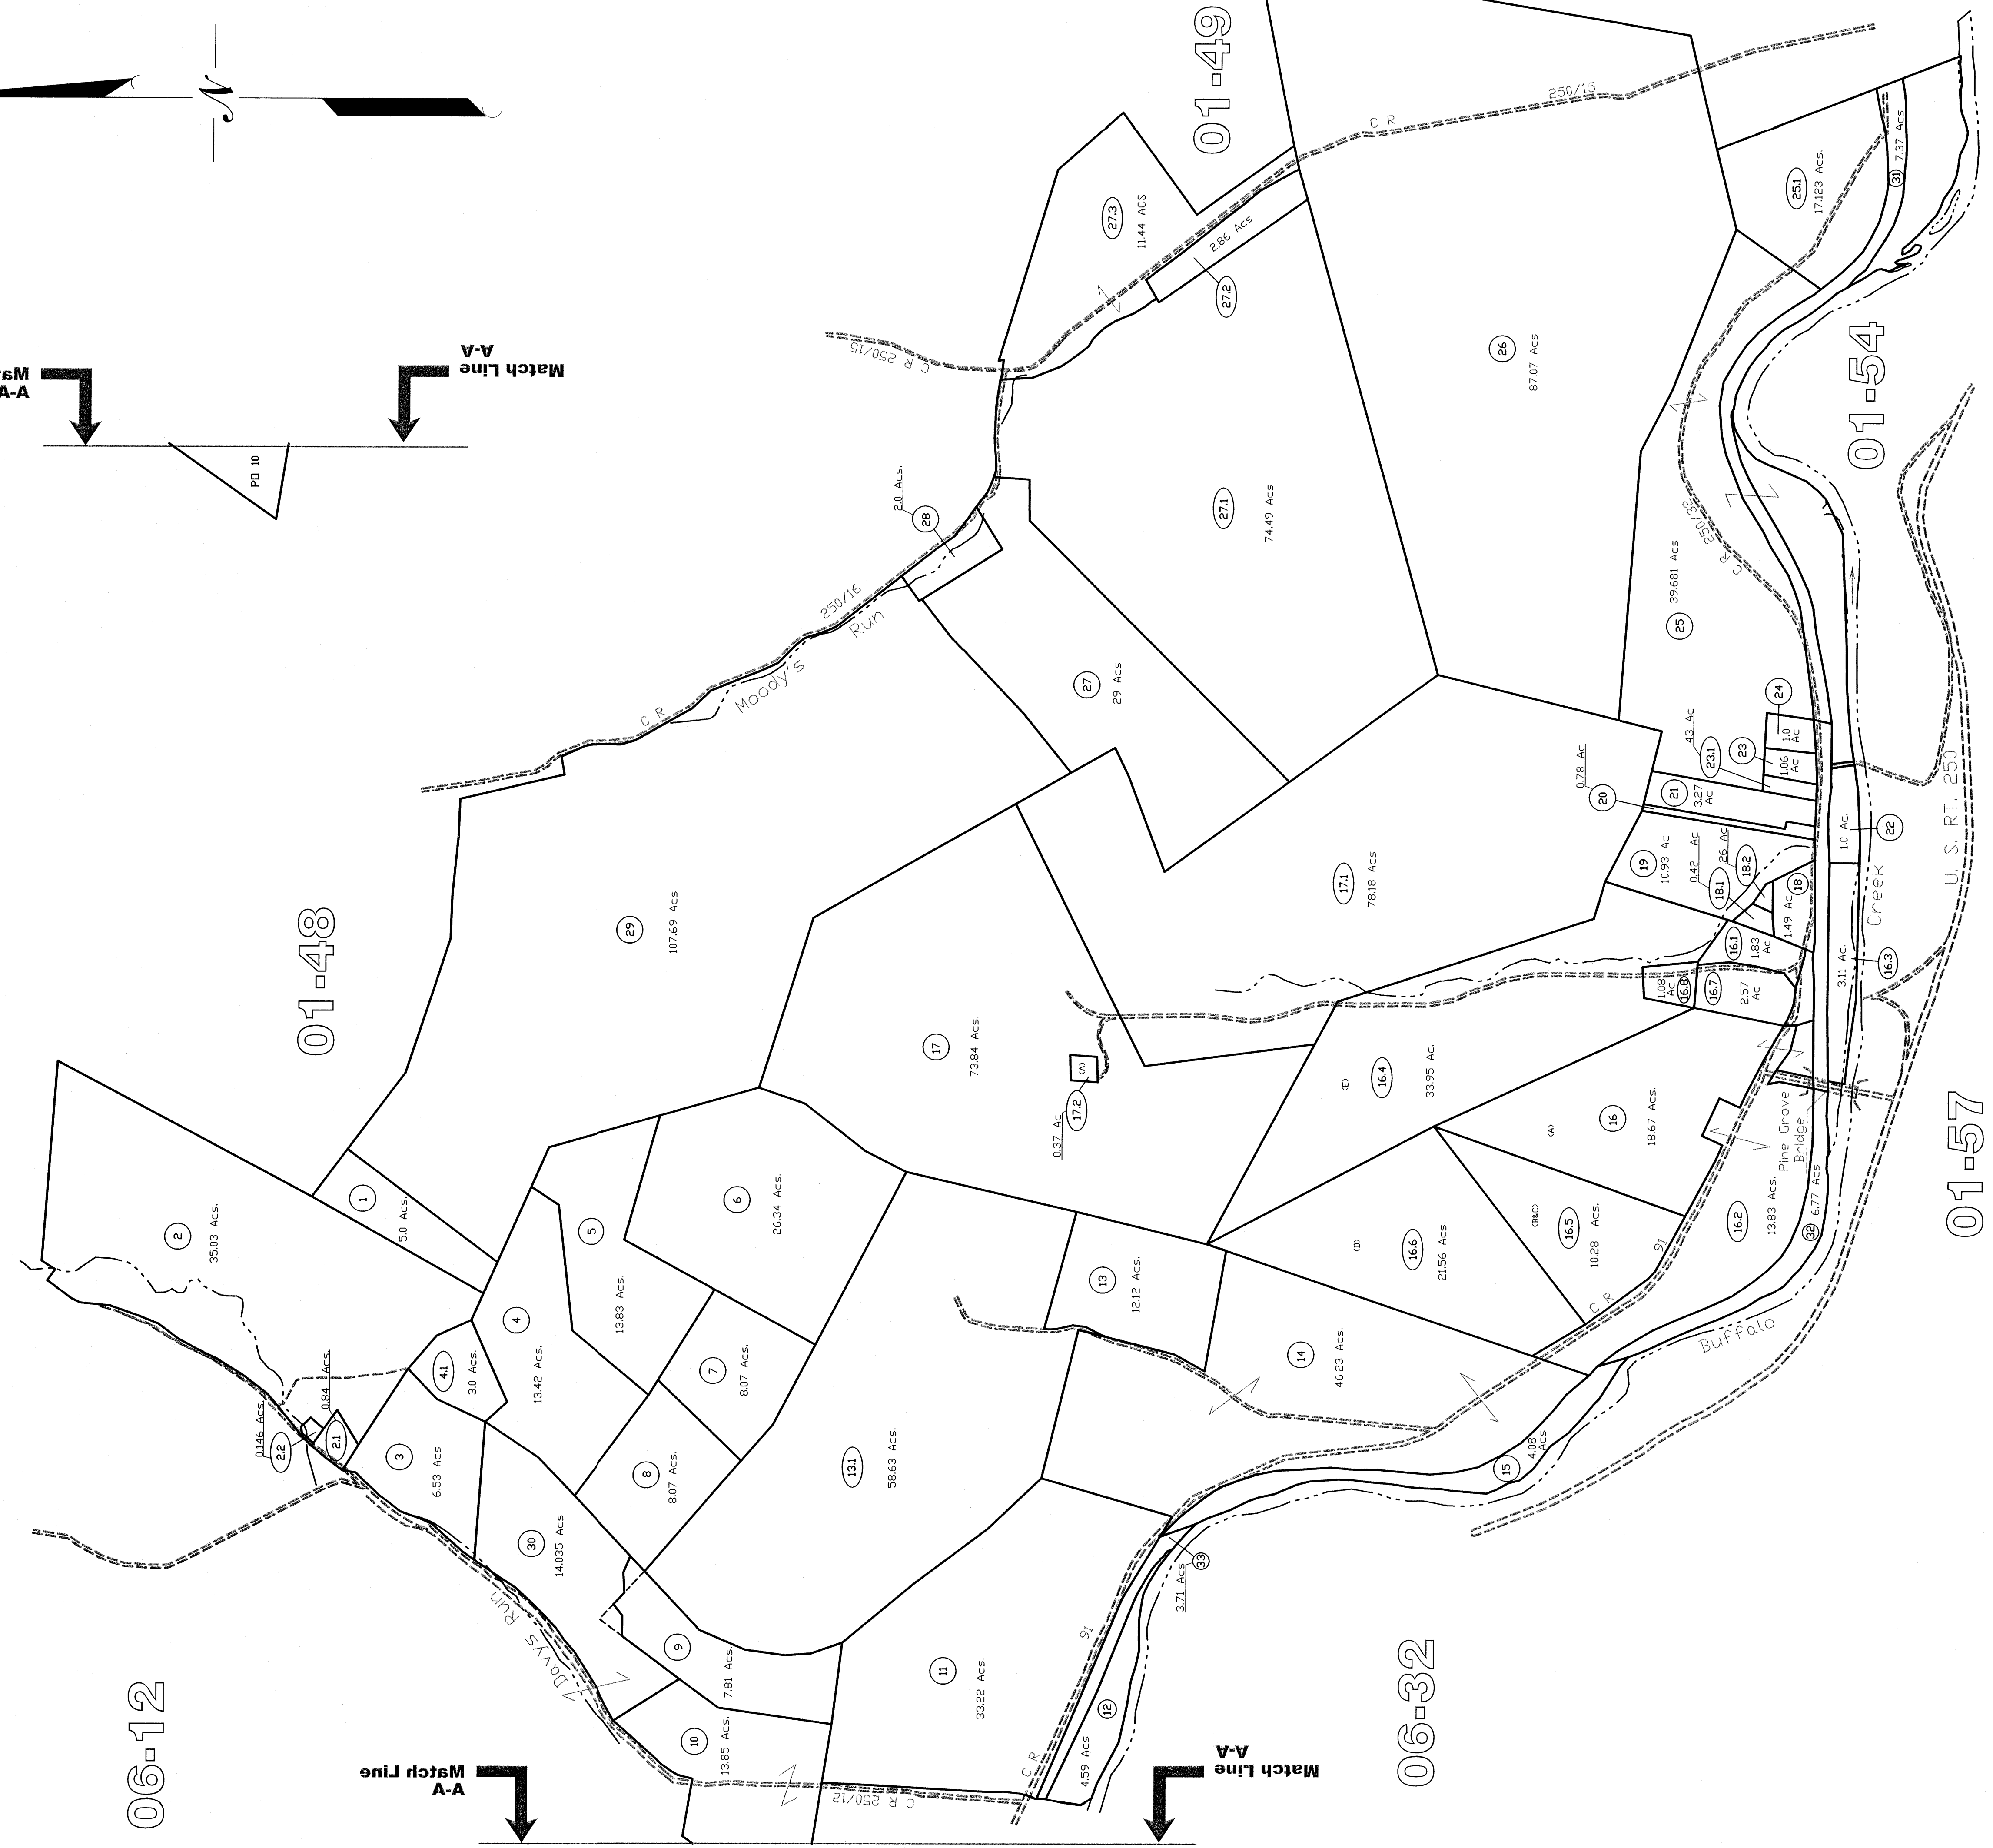 01-49
250/15
C R
31
7.37 Acs
25.1
17.123 Acs.
27.3
11.44 ACS
2.86 Acs
27.2
N
Match Line
A-A
A-A
PO 10
C R 250/15
26
87.07 Acs
01-54
28
2.0 Acs.
27.1
74.49 Acs
250/16
Moody's Run
C R
C R
39.681 Acs
25
27
29 Acs
24
1.0
Ac
43 Ac
23.1
23
1.06
Ac
0.78 Ac
20
21
3.27
Ac
U. S. RT. 250
1.0 Ac.
22
19
10.93 Ac
0.42 Ac
18.1
26 Ac
18.2
18
1.49 Ac
17.1
78.18 Acs
29
107.69 Acs
01-48
Creek
16.1
1.83
Ac
3.11 Ac.
16.3
1.08
Ac
16.8
16.7
2.57
Ac
17
73.84 Acs.
(A)
17.2
0.37 Ac
(E)
16.4
33.95 Ac.
(A)
16
18.67 Acs.
Pine Grove
Bridge
01-57
1
5.0 Acs.
2
35.03 Acs.
5
13.83 Acs.
6
26.34 Acs.
(B&C)
16.5
10.28 Acs.
16.2
13.83 Acs.
32
6.77 Acs
(D)
16.6
21.56 Acs.
91
C R
13
12.12 Acs.
14
46.23 Acs.
Buffalo
4
13.42 Acs.
4.1
3.0 Acs.
7
8.07 Acs.
0.84 Acs.
2.1
0.146 Acs.
2.2
3
6.53 Acs
8
8.07 Acs.
13.1
58.63 Acs.
15
4.08
Acs
30
14.035 Acs
33
3.71 Acs
Davys Run
9
7.81 Acs.
11
33.22 Acs.
91
12
4.59 Acs
06-32
06-12
10
13.85 Acs.
C R
C R 250/12
Match Line
A-A
Match Line
A-A